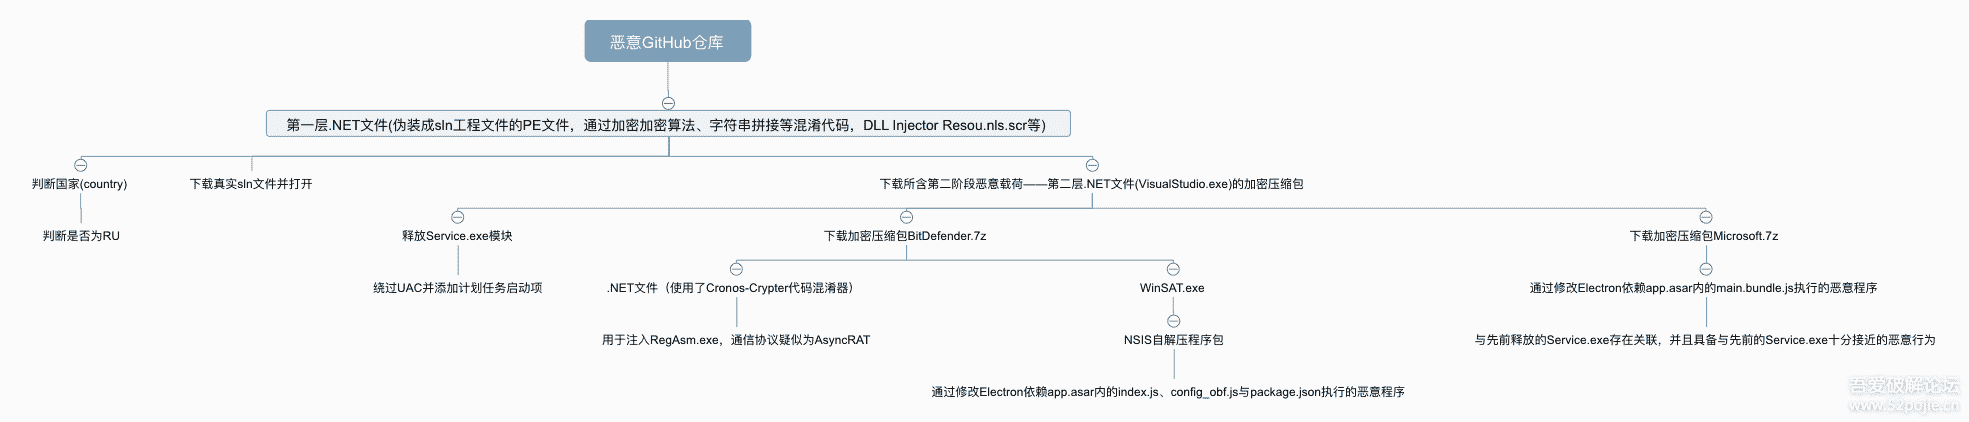 恶意GitHub仓库
第一层.NET文件(伪装成sln工程文件的PE文件，通过加密加密算法、字符串拼接等混淆代码，DLL Injector Resou.nls.scr等)
判断国家(country)
下载真实sln文件并打开
下载所含第二阶段恶意载荷——第二层.NET文件(VisualStudio.exe)的加密压缩包
判断是否为RU
释放Service.exe模块
下载加密压缩包BitDefender.7z
下载加密压缩包Microsoft.7z
绕过UAC并添加计划任务启动项
.NET文件（使用了Cronos-Crypter代码混淆器）
WinSAT.exe
通过修改Electron依赖app.asar内的main.bundle.js执行的恶意程序
用于注入RegAsm.exe，通信协议疑似为AsyncRAT
NSIS自解压程序包
与先前释放的Service.exe存在关联，并且具备与先前的Service.exe十分接近的恶意行为
通过修改Electron依赖app.asar内的index.js、config_obf.js与package.json执行的恶意程序
吾爱破解论坛
www.52pojie.cn